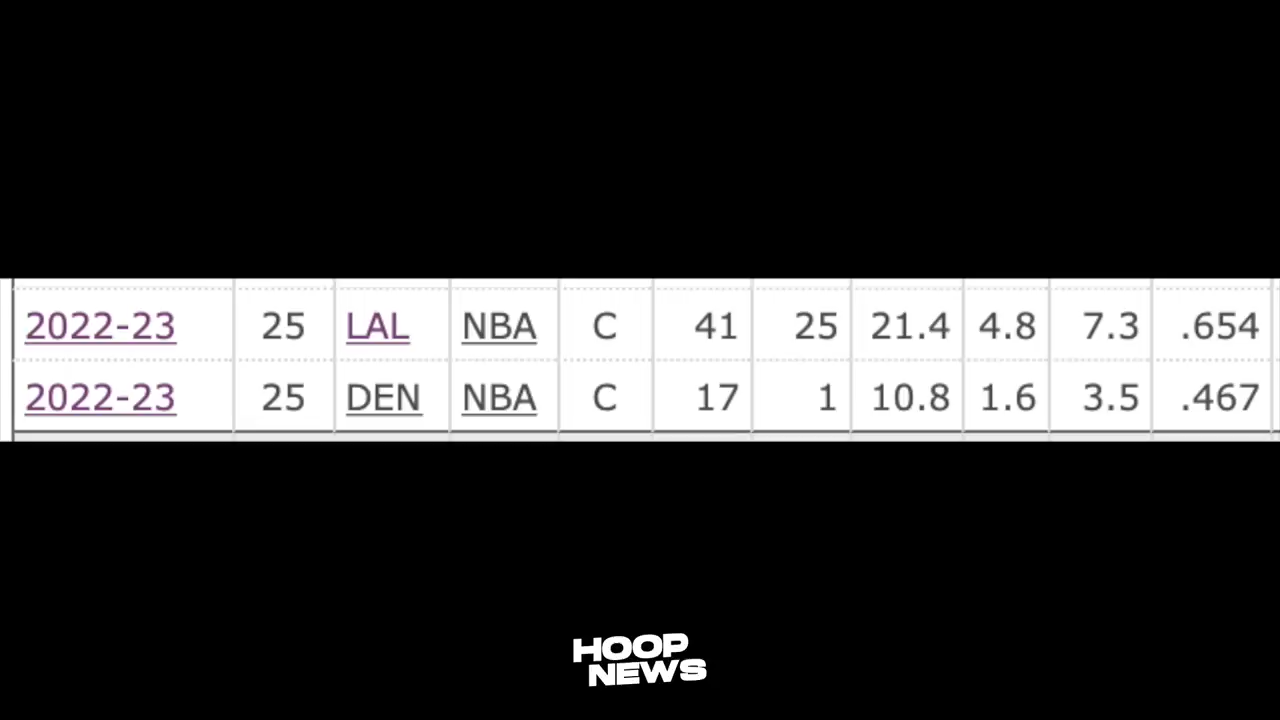 2022-23 25 LAL NBA C 41 25 21.4 4.8 7.3 .654
2022-23 25 DEN NBA C 17 1 10.8 1.6 3.5 .467
HOOP
NEWS